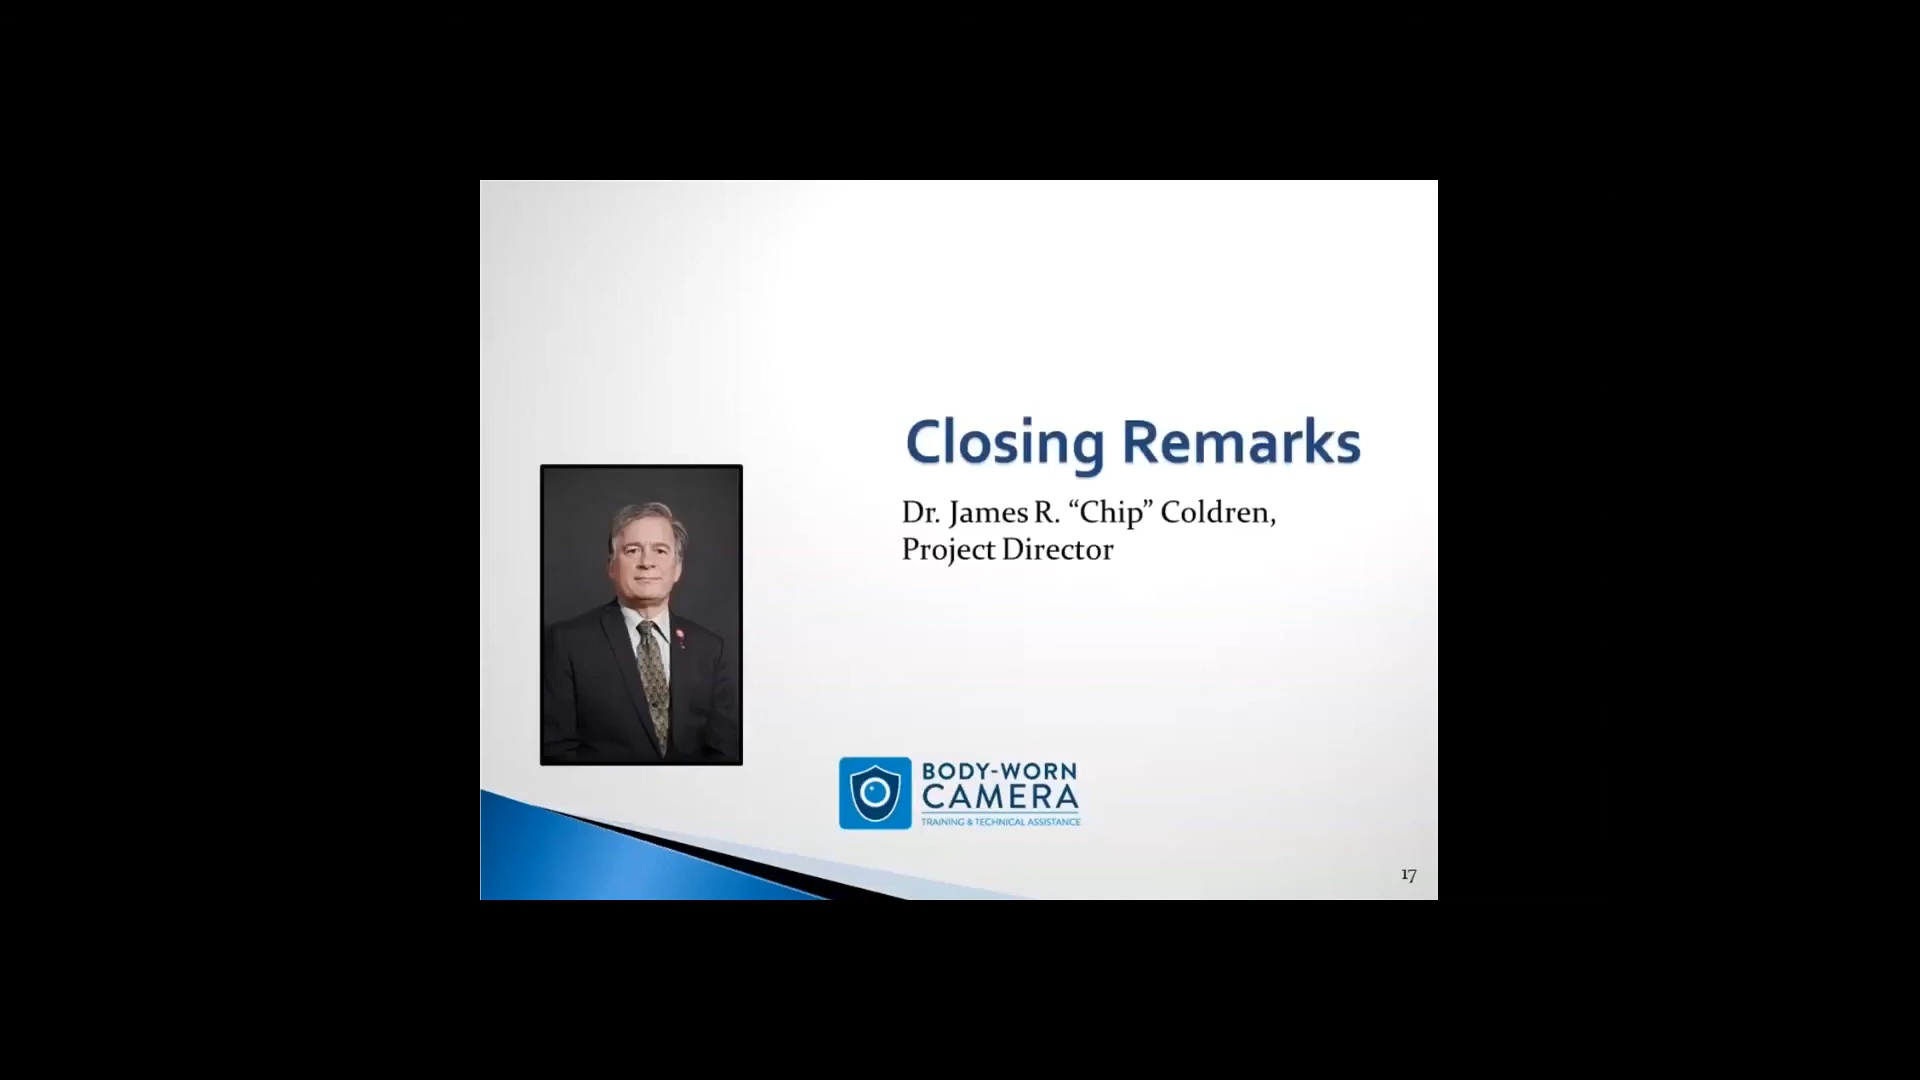 Closing Remarks
Dr. James R. “Chip” Coldren,
Project Director
BODY-WORN
CAMERA
TRAINING & TECHNICAL ASSISTANCE
17